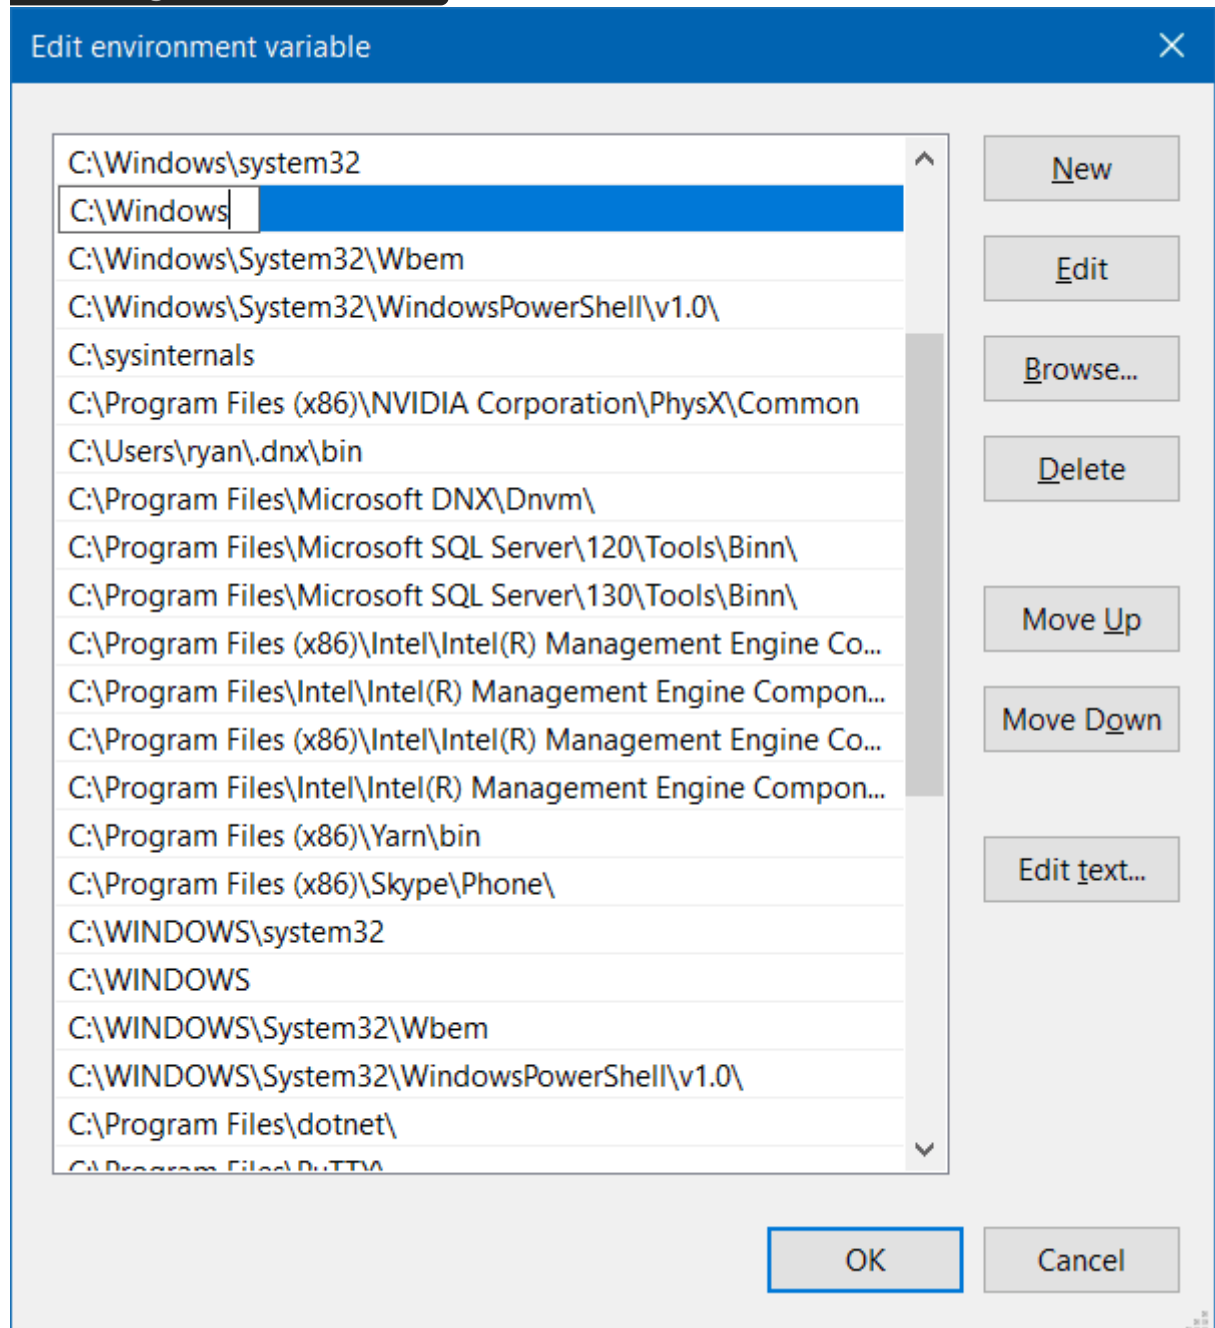 Edit environment variable
C:\Windows\system32
C:\Windows
C:\Windows\System32\Wbem
C:\Windows\System32\WindowsPowerShell\v1.0\
C:\sysinternals
C:\Program Files (x86)\NVIDIA Corporation\PhysX\Common
C:\Users\ryan\.dnx\bin
C:\Program Files\Microsoft DNX\Dnvm\
C:\Program Files\Microsoft SQL Server\120\Tools\Binn\
C:\Program Files\Microsoft SQL Server\130\Tools\Binn\
C:\Program Files (x86)\Intel\Intel(R) Management Engine Co...
C:\Program Files\Intel\Intel(R) Management Engine Compon...
C:\Program Files (x86)\Intel\Intel(R) Management Engine Co...
C:\Program Files\Intel\Intel(R) Management Engine Compon...
C:\Program Files (x86)\Yarn\bin
C:\Program Files (x86)\Skype\Phone\
C:\WINDOWS\system32
C:\WINDOWS
C:\WINDOWS\System32\Wbem
C:\WINDOWS\System32\WindowsPowerShell\v1.0\
C:\Program Files\dotnet\
C:\Program Files\PuTTY\
New
Edit
Browse...
Delete
Move Up
Move Down
Edit text...
OK
Cancel